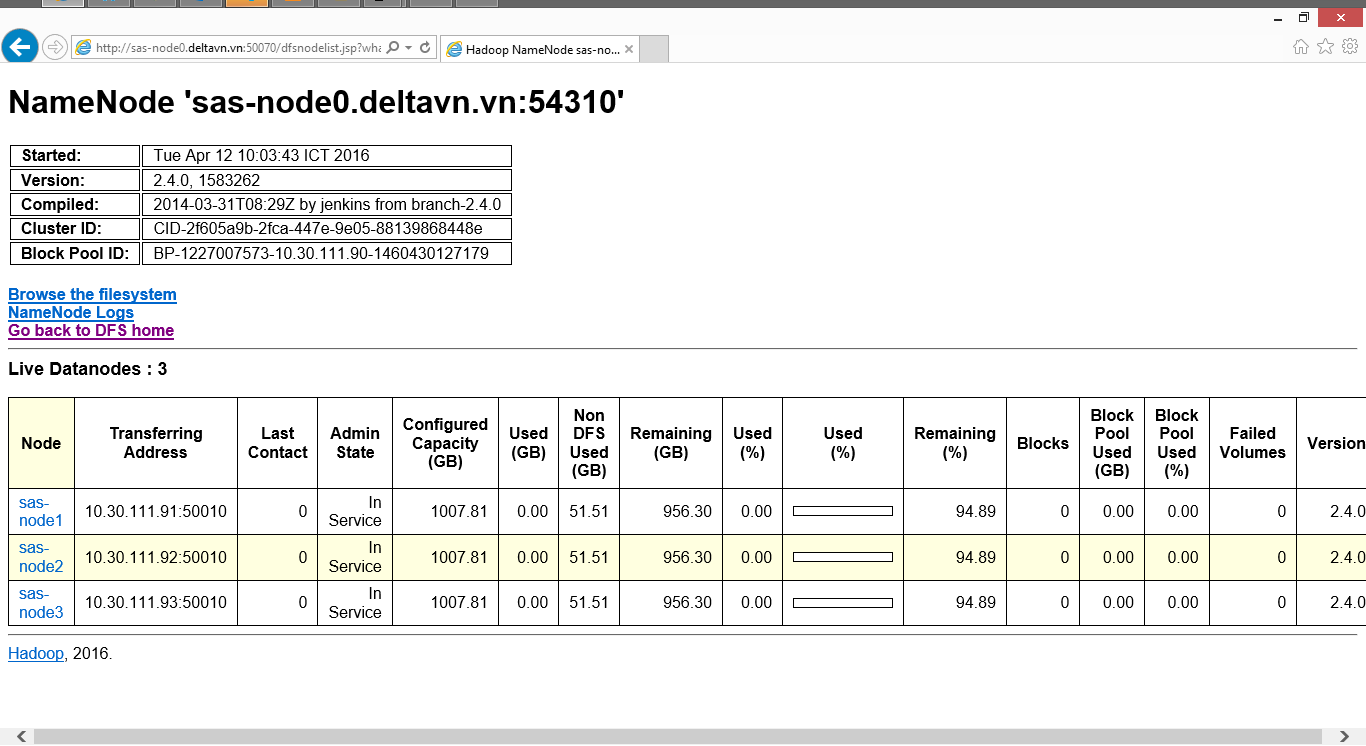 http://sas-node0.deltavn.vn:50070/dfsnodelist.jsp?wha
Hadoop NameNode sas-no...
NameNode 'sas-node0.deltavn.vn:54310'
Started: Tue Apr 12 10:03:43 ICT 2016
Version: 2.4.0, 1583262
Compiled: 2014-03-31T08:29Z by jenkins from branch-2.4.0
Cluster ID: CID-2f605a9b-2fca-447e-9e05-88139868448e
Block Pool ID: BP-1227007573-10.30.111.90-1460430127179
Browse the filesystem
NameNode Logs
Go back to DFS home
Live Datanodes : 3
Node Transferring Address Last Contact Admin State Configured Capacity (GB) Used (GB) Non DFS Used (GB) Remaining (GB) Used (%) Used (%) Remaining (%) Blocks Block Pool Used (GB) Block Pool Used (%) Failed Volumes Version
sas-node1 10.30.111.91:50010 0 In Service 1007.81 0.00 51.51 956.30 0.00 94.89 0 0.00 0.00 0 2.4.0
sas-node2 10.30.111.92:50010 0 In Service 1007.81 0.00 51.51 956.30 0.00 94.89 0 0.00 0.00 0 2.4.0
sas-node3 10.30.111.93:50010 0 In Service 1007.81 0.00 51.51 956.30 0.00 94.89 0 0.00 0.00 0 2.4.0
Hadoop, 2016.